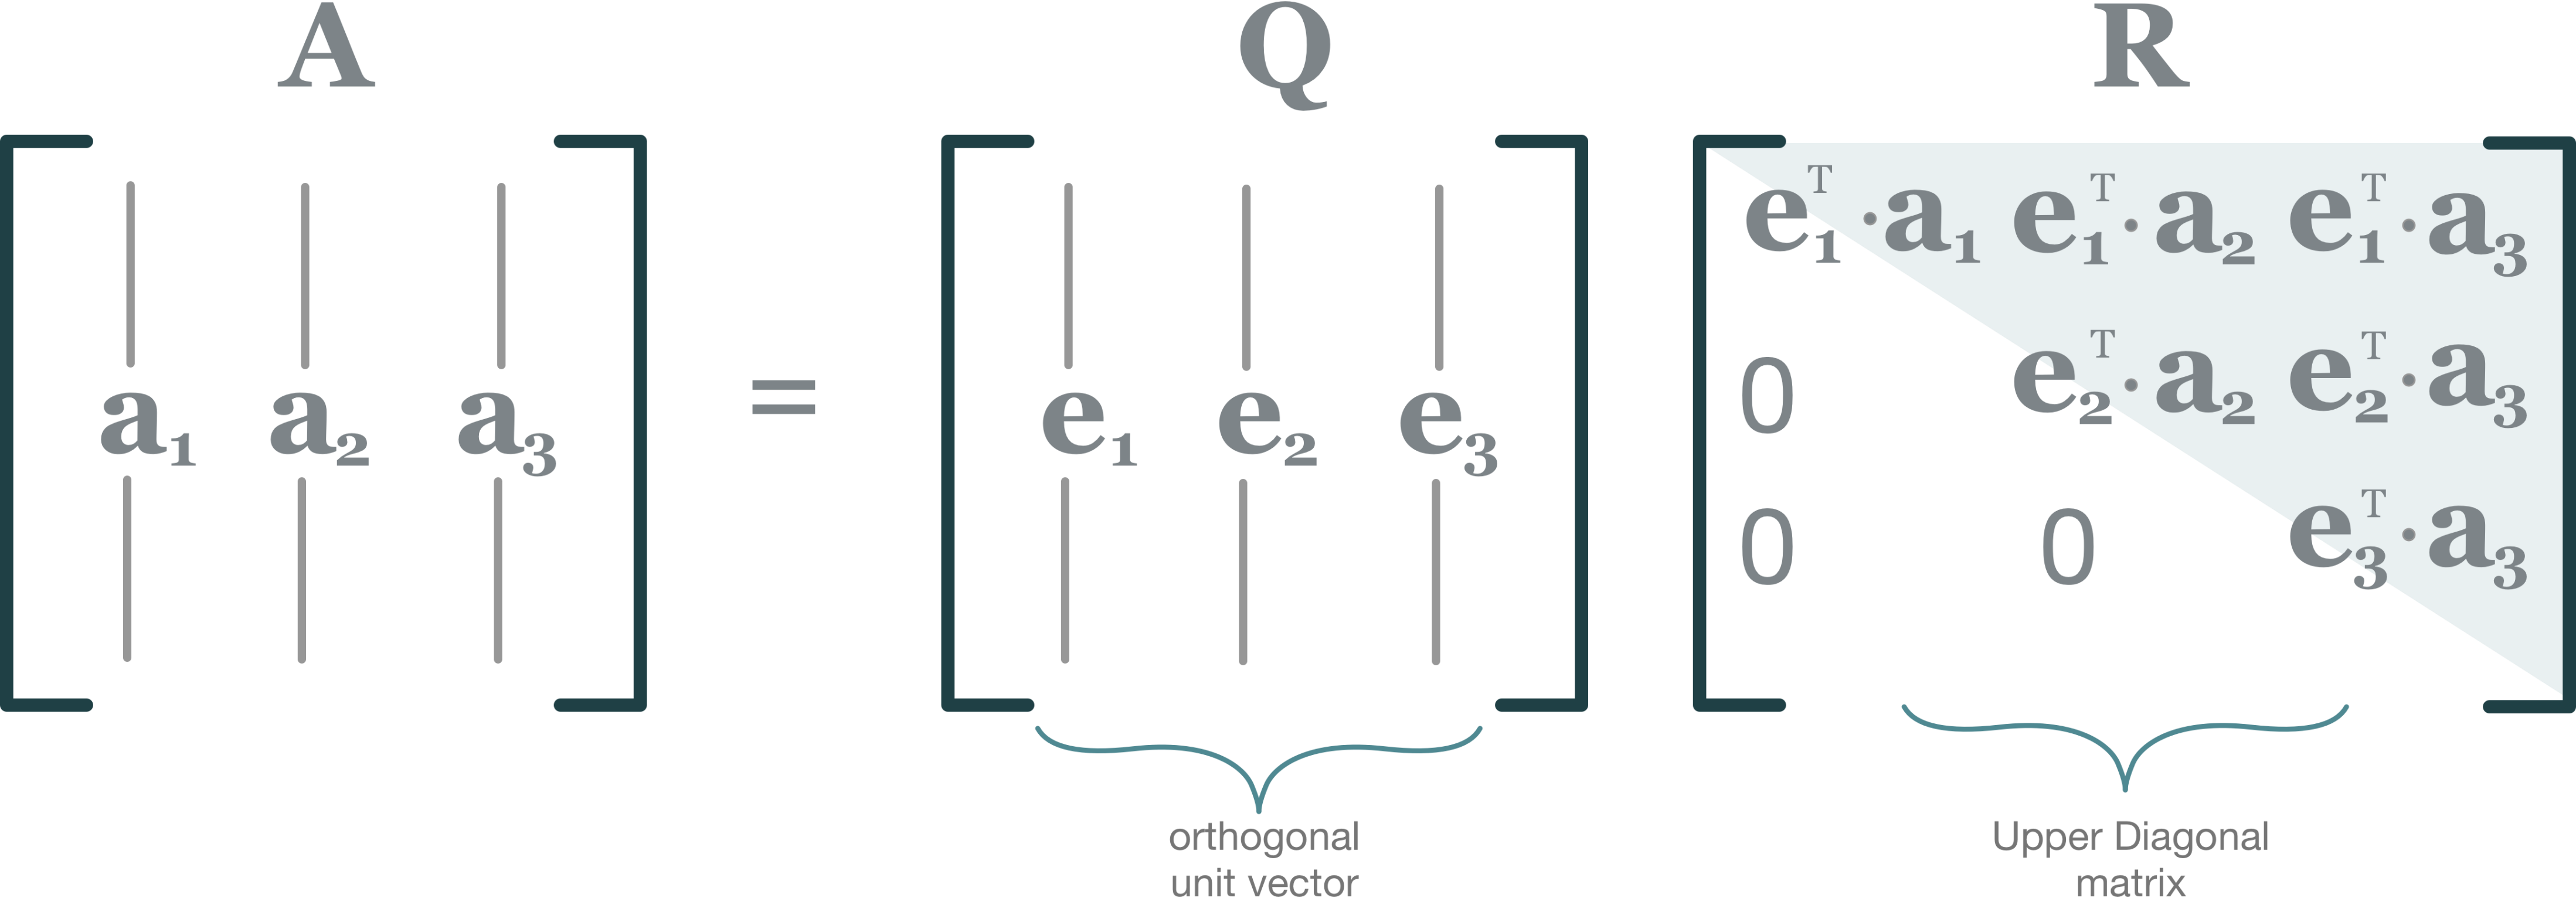 A Q R
a₁ a₂ a₃ = e₁ e₂ e₃
e₁ᵀ·a₁ e₁ᵀ·a₂ e₁ᵀ·a₃
0 e₂ᵀ·a₂ e₂ᵀ·a₃
0 0 e₃ᵀ·a₃
orthogonal
unit vector
Upper Diagonal
matrix